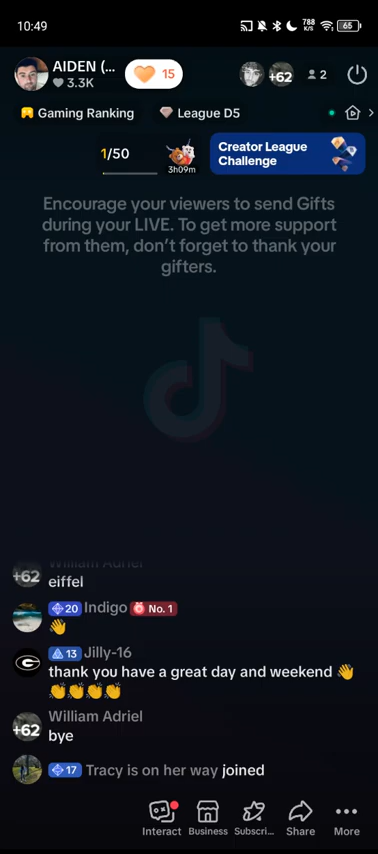 10:49
788
K/S
65
AIDEN (...
3.3K
15
+62
2
Gaming Ranking
League D5
1/50
3h09m
Creator League
Challenge
Encourage your viewers to send Gifts
during your LIVE. To get more support
from them, don't forget to thank your
gifters.
William Adriel
+62
eiffel
20 Indigo No. 1
👋
13 Jilly-16
thank you have a great day and weekend 👋
👏👏👏👏
William Adriel
+62
bye
17 Tracy is on her way joined
Interact
Business
Subscri...
Share
More